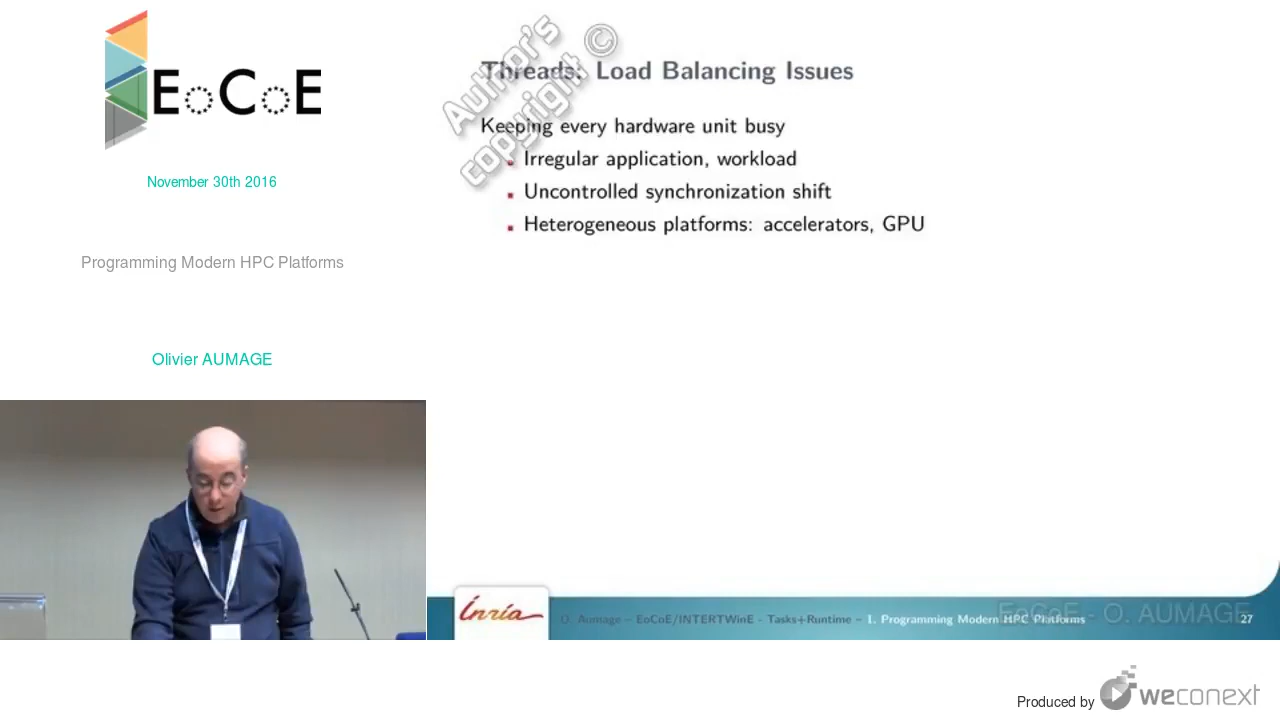 EoCoE
November 30th 2016
Programming Modern HPC Platforms
Olivier AUMAGE
Author's
copyright ©
Threads: Load Balancing Issues
Keeping every hardware unit busy
Irregular application, workload
Uncontrolled synchronization shift
Heterogeneous platforms: accelerators, GPU
Inria
O. Aumage – EoCoE/INTERTWinE - Tasks+Runtime – 1. Programming Modern HPC Platforms
EoCoE - O. AUMAGE
27
Produced by weconext